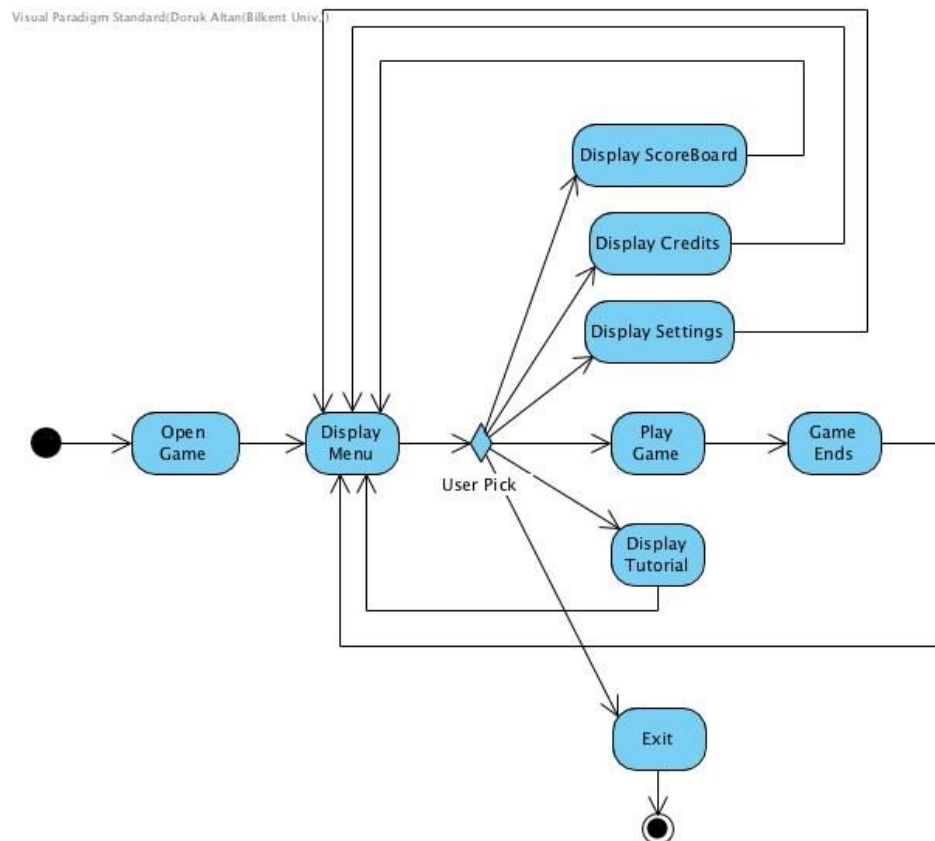 Visual Paradigm Standard(Doruk Altan(Bilkent Univ.))
Display ScoreBoard
Display Credits
Display Settings
Open
Game
Display
Menu
User Pick
Play
Game
Game
Ends
Display
Tutorial
Exit